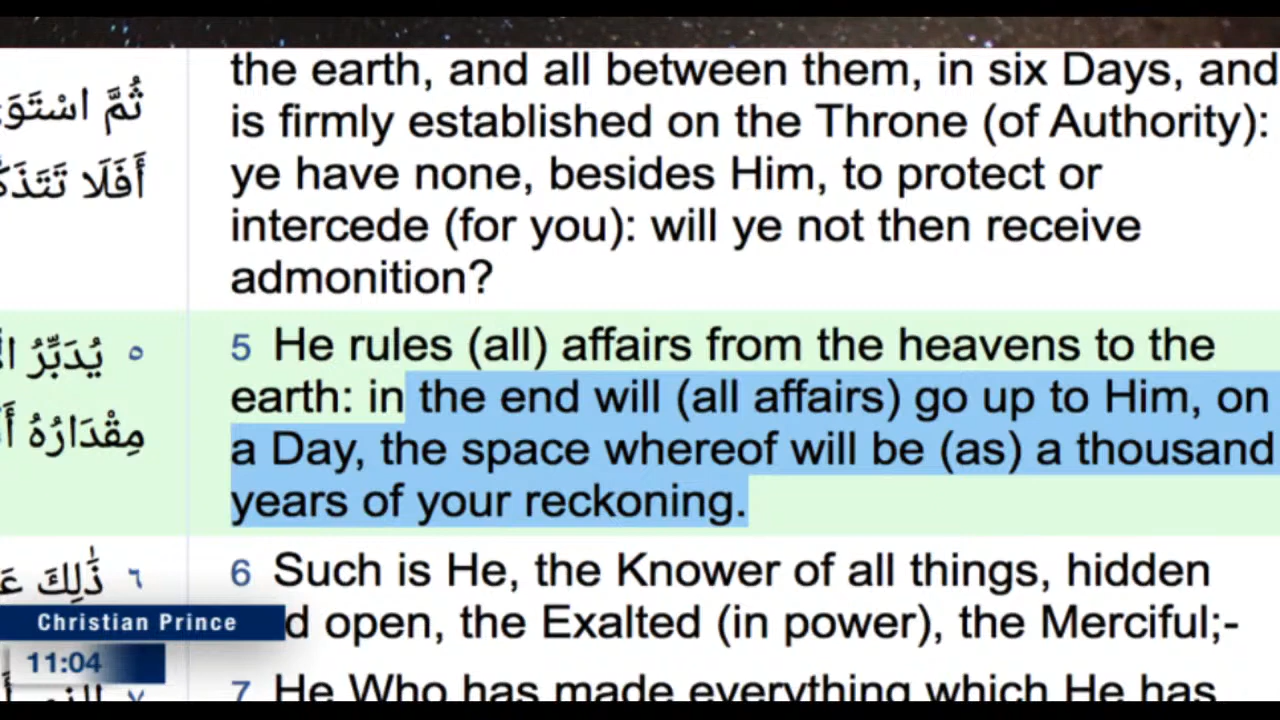 the earth, and all between them, in six Days, and
ثُمَّ
is firmly established on the Throne (of Authority):
أَفَلَا
ye have none, besides Him, to protect or
intercede (for you): will ye not then receive
admonition?
٥ يُدَبِّرُ
5 He rules (all) affairs from the heavens to the
earth: in the end will (all affairs) go up to Him, on
مِقْدَارُهُ
a Day, the space whereof will be (as) a thousand
years of your reckoning.
٦ ذَٰلِكَ
6 Such is He, the Knower of all things, hidden
d open, the Exalted (in power), the Merciful;-
Christian Prince
11:04
٧
7 He Who has made everything which He has